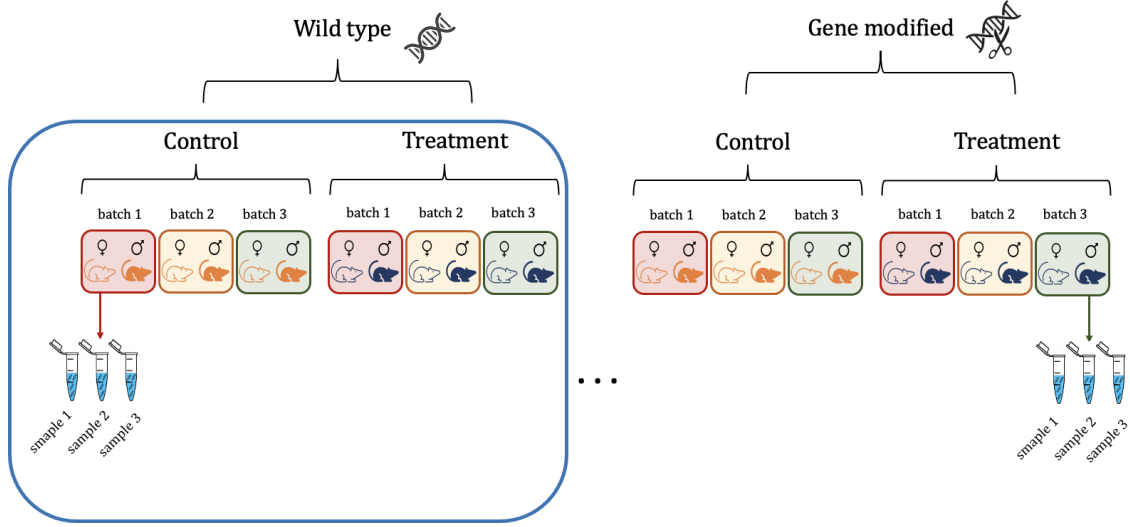 Wild type
Gene modified
Control
Treatment
Control
Treatment
batch 1
batch 2
batch 3
batch 1
batch 2
batch 3
batch 1
batch 2
batch 3
batch 1
batch 2
batch 3
♀ ♂
♀ ♂
♀ ♂
♀ ♂
♀ ♂
♀ ♂
♀ ♂
♀ ♂
♀ ♂
♀ ♂
♀ ♂
♀ ♂
...
smaple 1
sample 2
sample 3
smaple 1
sample 2
sample 3